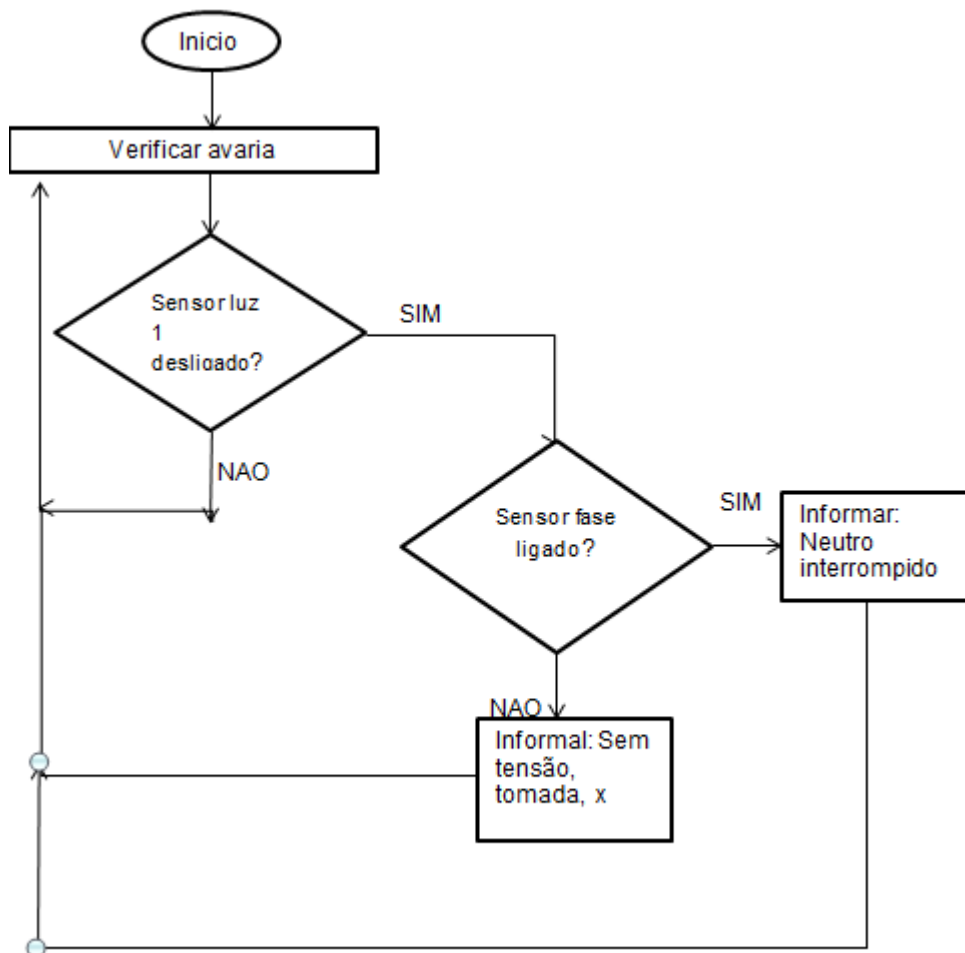 Inicio
Verificar avaria
Sensor luz
1
desligado?
SIM
NAO
Sensor fase
ligado?
SIM
Informar:
Neutro
interrompido
NAO
Informal: Sem
tensão,
tomada, x